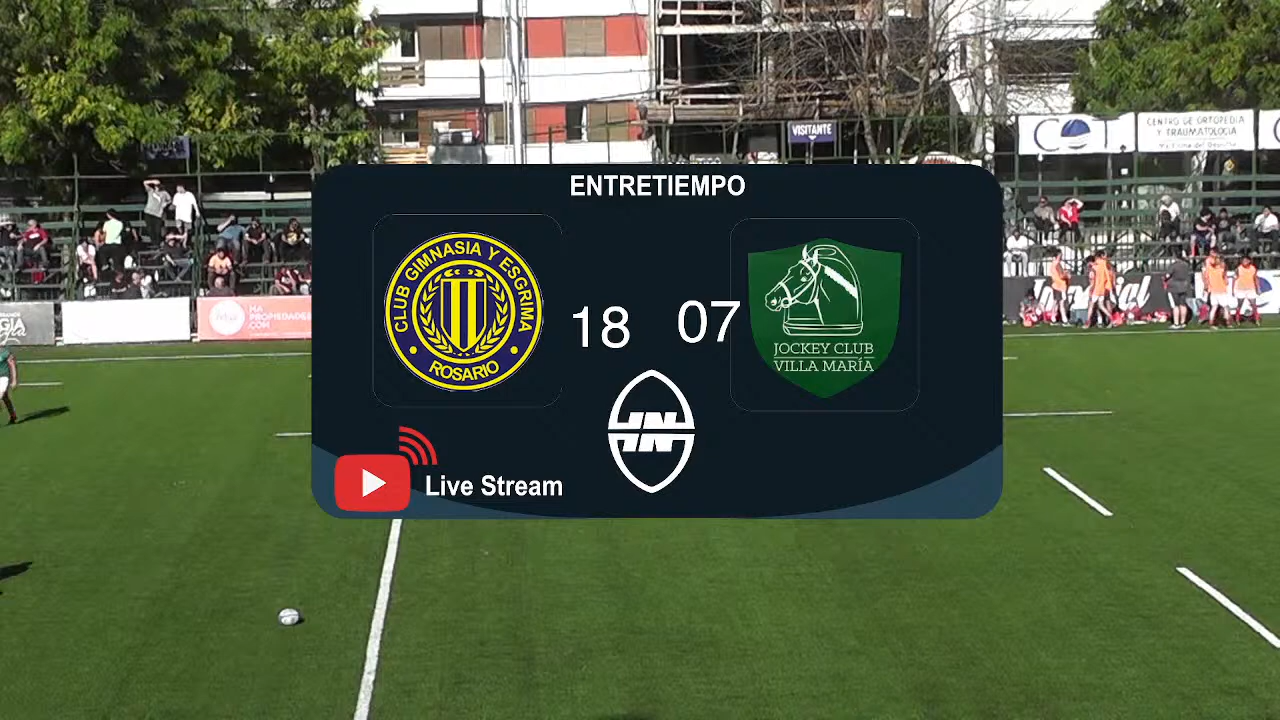 VISITANTE
CENTRO DE ORTOPEDIA
Y TRAUMATOLOGIA
ENTRETIEMPO
CLUB GIMNASIA Y ESGRIMA
ROSARIO
18
07
JOCKEY CLUB
VILLA MARÍA
PROPIEDADES
.COM
Live Stream